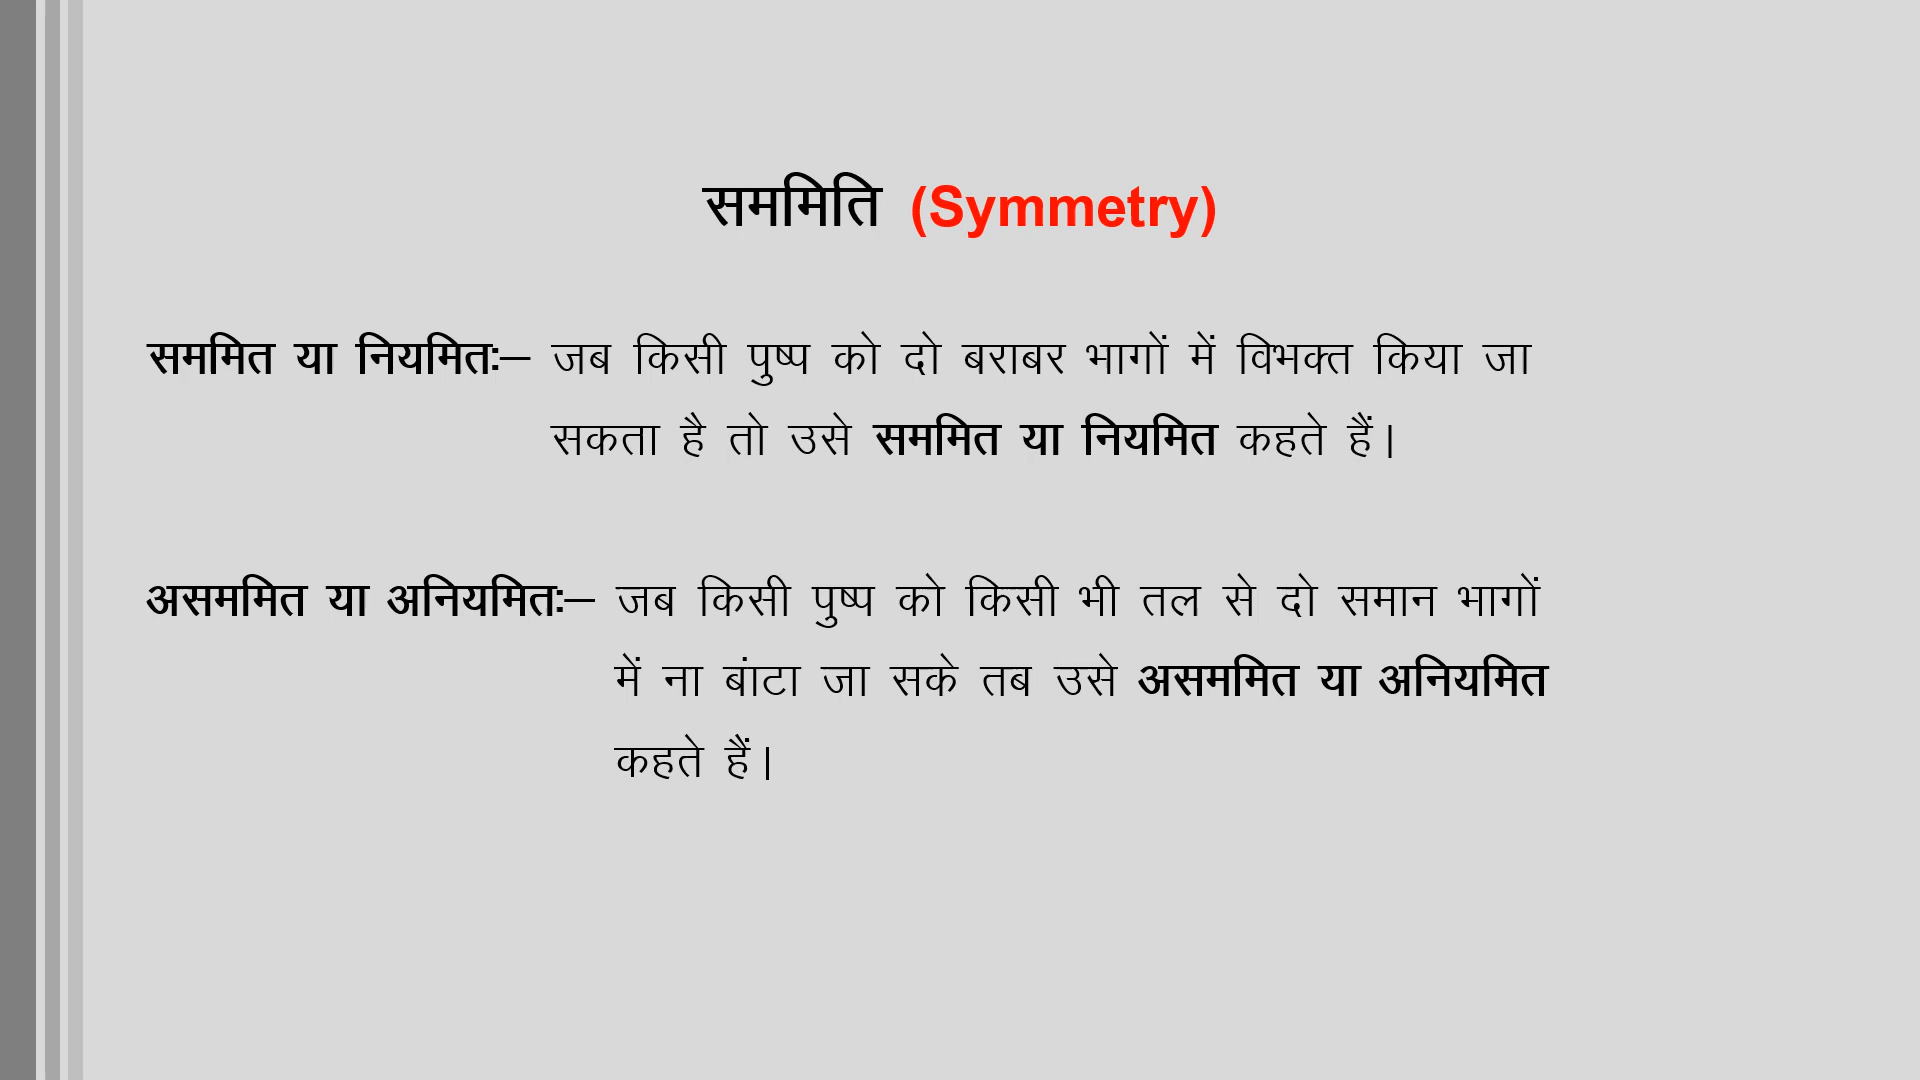 सममिति (Symmetry)
सममित या नियमितः– जब किसी पुष्प को दो बराबर भागों में विभक्त किया जा
सकता है तो उसे सममित या नियमित कहते हैं।
असममित या अनियमितः– जब किसी पुष्प को किसी भी तल से दो समान भागों
में ना बांटा जा सके तब उसे असममित या अनियमित
कहते हैं।